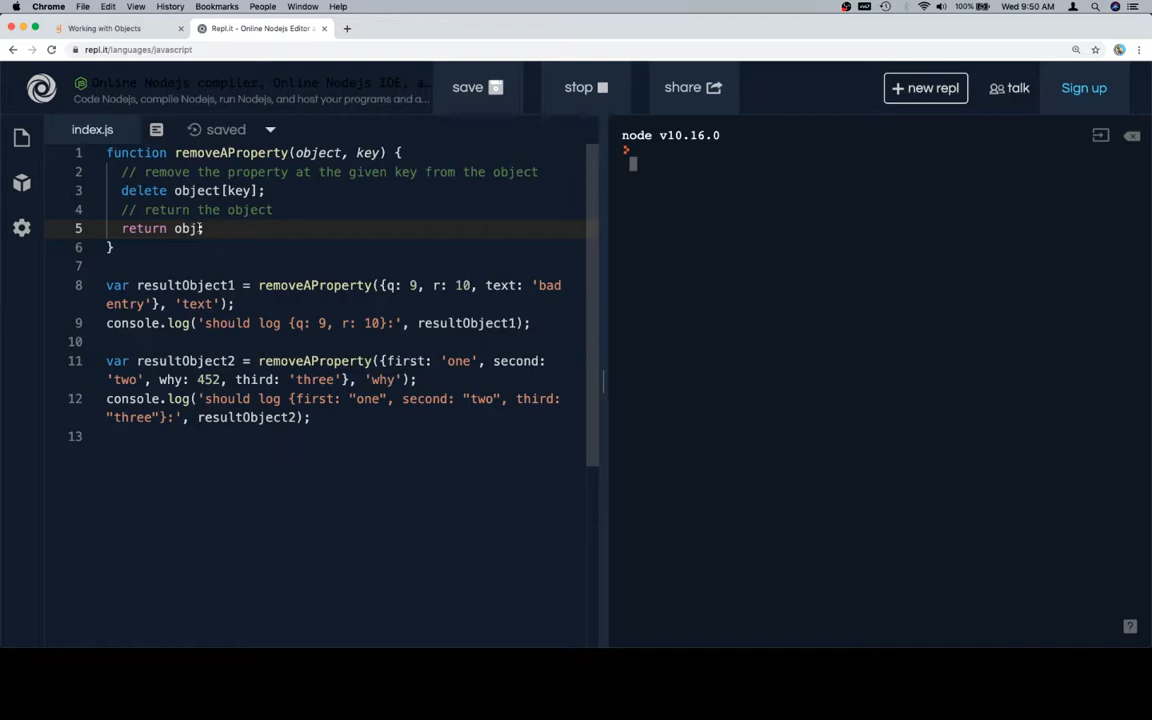 Chrome File Edit View History Bookmarks People Window Help
100% Wed 9:50 AM
Working with Objects
Repl.it - Online Nodejs Editor a
repl.it/languages/javascript
Online Nodejs compiler, Online Nodejs IDE, a...
Code Nodejs, compile Nodejs, run Nodejs, and host your programs and a...
save
stop
share
+ new repl
talk
Sign up
index.js
saved
1 function removeAProperty(object, key) {
2 // remove the property at the given key from the object
3 delete object[key];
4 // return the object
5 return obj;
6 }
7
8 var resultObject1 = removeAProperty({q: 9, r: 10, text: 'bad
entry'}, 'text');
9 console.log('should log {q: 9, r: 10}:', resultObject1);
10
11 var resultObject2 = removeAProperty({first: 'one', second:
'two', why: 452, third: 'three'}, 'why');
12 console.log('should log {first: "one", second: "two", third:
"three"}:', resultObject2);
13
node v10.16.0
>
?